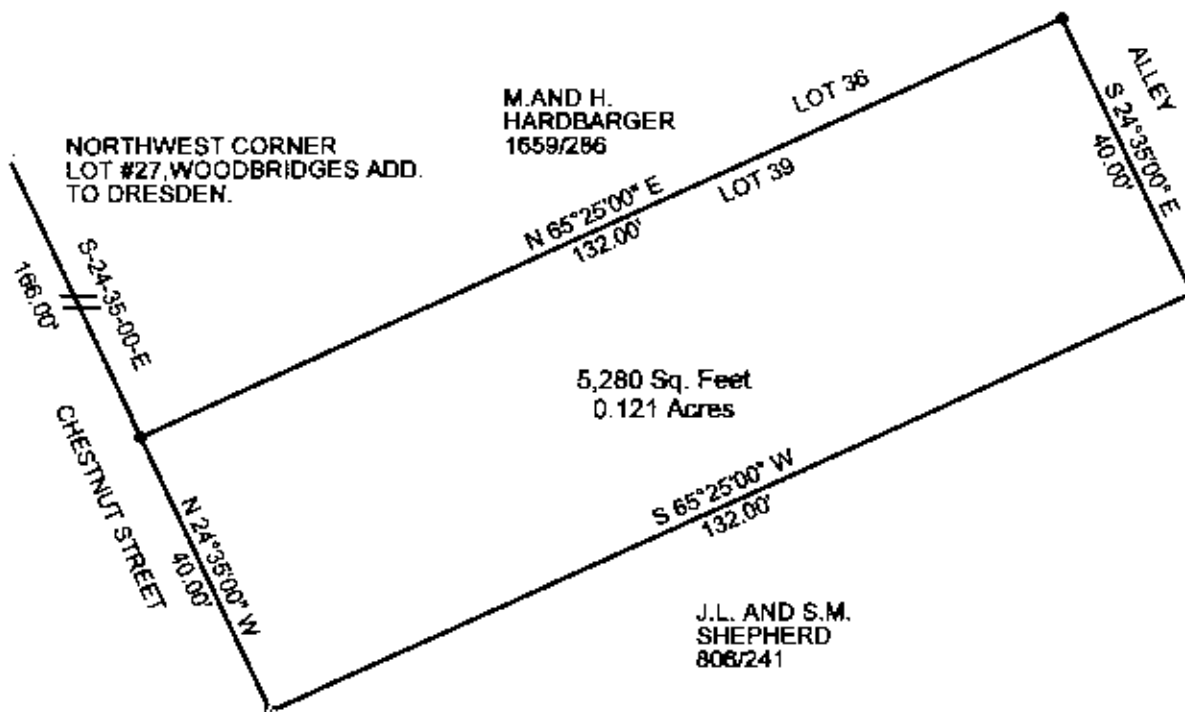 M.AND H.
HARDBARGER
1659/286
NORTHWEST CORNER
LOT #27,WOODBRIDGES ADD.
TO DRESDEN.
LOT 36
LOT 39
ALLEY
S 24°35'00" E
40.00'
N 65°25'00" E
132.00'
S-24-35-00-E
166.00'
5,280 Sq. Feet
0.121 Acres
CHESTNUT STREET
N 24°35'00" W
40.00'
S 65°25'00" W
132.00'
J.L. AND S.M.
SHEPHERD
806/241